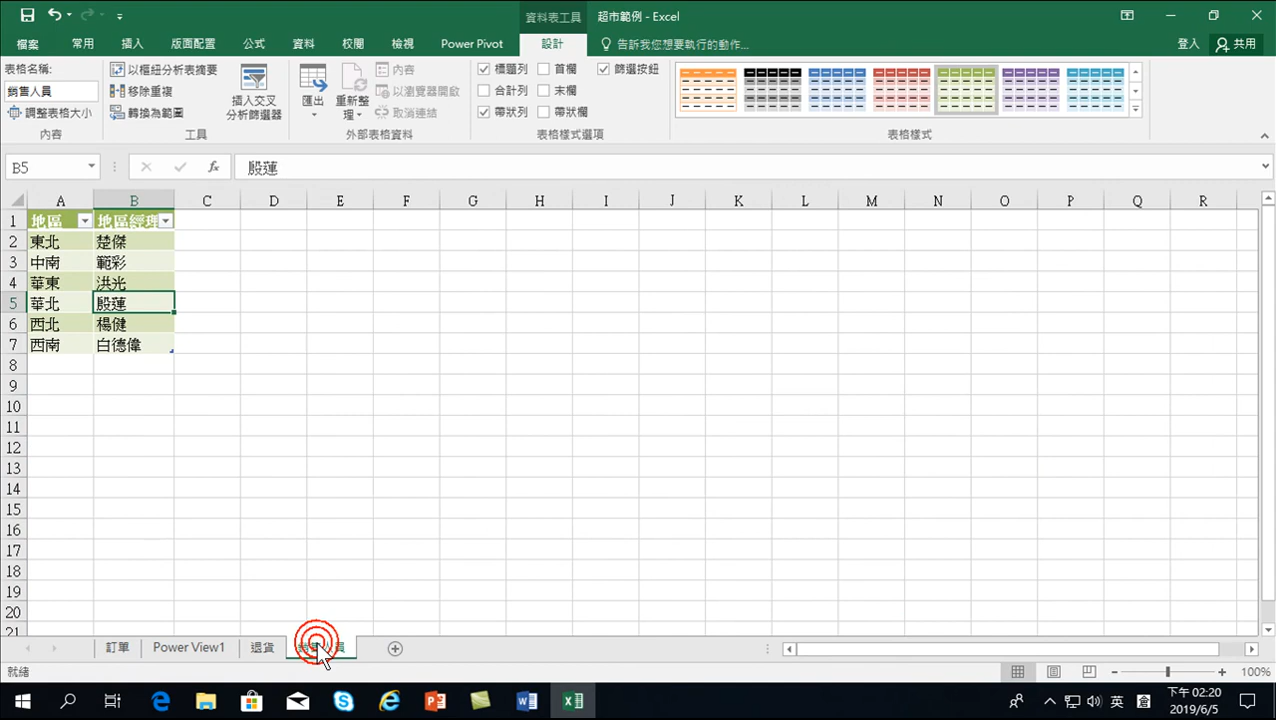 資料表工具
超市範例 - Excel
檔案 常用 插入 版面配置 公式 資料 校閱 檢視 Power Pivot 設計 告訴我您想要執行的動作... 登入 共用
表格名稱:
銷售人員
調整表格大小
內容
以樞紐分析表摘要
移除重複
轉換為範圍
插入交叉
分析篩選器
工具
匯出
重新整
理
內容
以瀏覽器開啟
取消連結
外部表格資料
標題列 首欄 篩選按鈕
合計列 末欄
帶狀列 帶狀欄
表格樣式選項
表格樣式
B5 fx 殷蓮
A B C D E F G H I J K L M N O P Q R
1 地區 地區經理
2 東北 楚傑
3 中南 範彩
4 華東 洪光
5 華北 殷蓮
6 西北 楊健
7 西南 白德偉
8
9
10
11
12
13
14
15
16
17
18
19
20
21
訂單 Power View1 退貨 銷售人員
就緒 100%
英 下午 02:20
2019/6/5